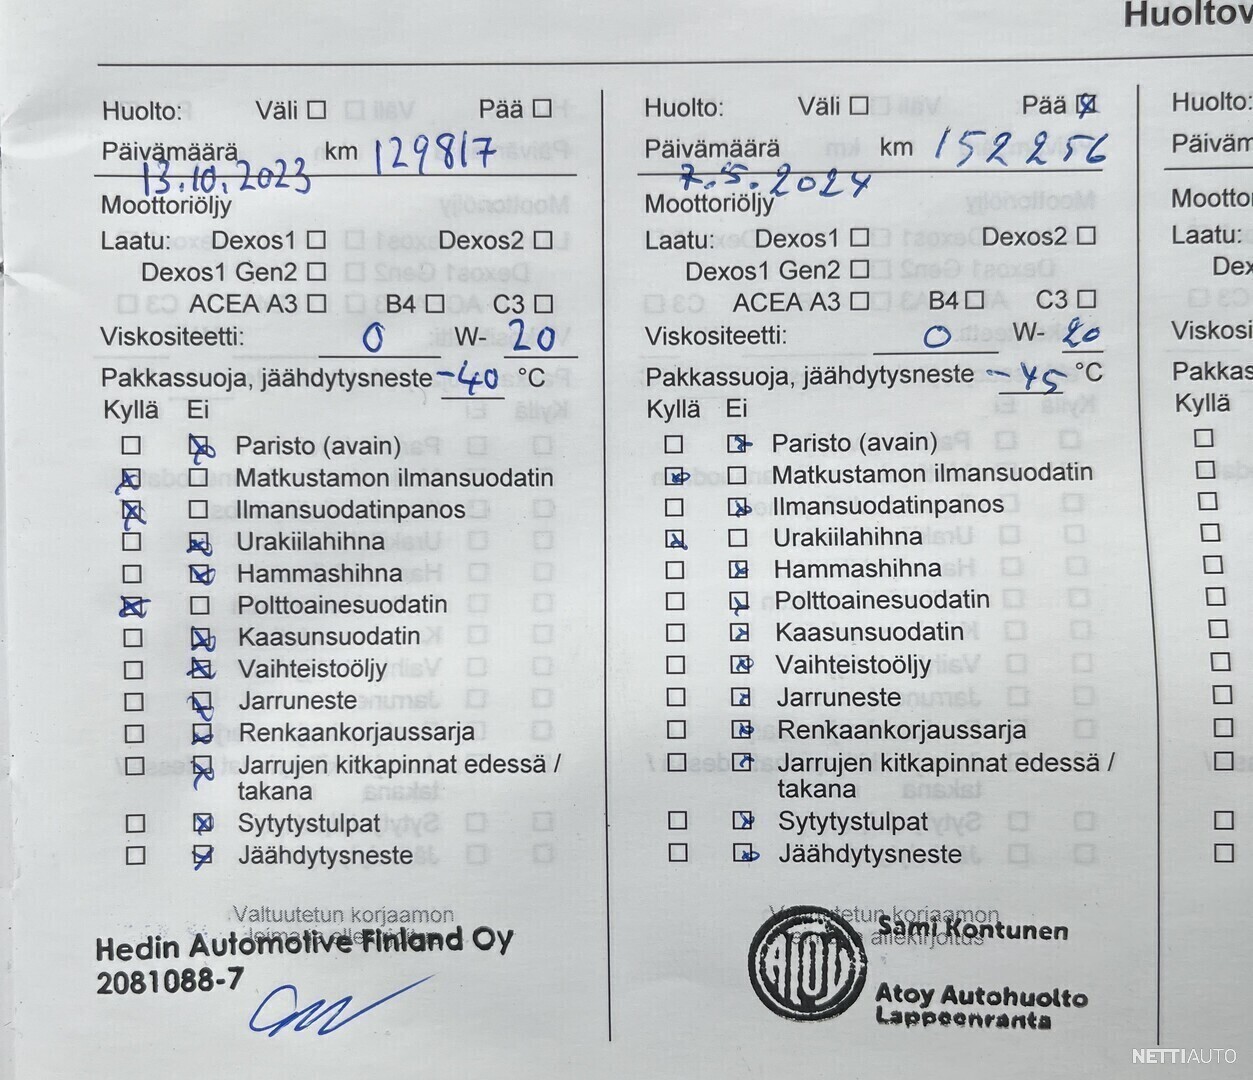 Huoltov
Huolto: Väli Pää
Päivämäärä km 129817
13.10.2023
Moottoriöljy
Laatu: Dexos1 Dexos2
Dexos1 Gen2
ACEA A3 B4 C3
Viskositeetti: 0 W- 20
Pakkassuoja, jäähdytysneste -40 °C
Kyllä Ei
Paristo (avain)
Matkustamon ilmansuodatin
Ilmansuodatinpanos
Urakiilahihna
Hammashihna
Polttoainesuodatin
Kaasunsuodatin
Vaihteistoöljy
Jarruneste
Renkaankorjaussarja
Jarrujen kitkapinnat edessä /
takana
Sytytystulpat
Jäähdytysneste
Valtuutetun korjaamon
Hedin Automotive Finland Oy
2081088-7
Huolto: Väli Pää
Päivämäärä km 152256
7.5.2024
Moottoriöljy
Laatu: Dexos1 Dexos2
Dexos1 Gen2
ACEA A3 B4 C3
Viskositeetti: 0 W- 20
Pakkassuoja, jäähdytysneste -45 °C
Kyllä Ei
Paristo (avain)
Matkustamon ilmansuodatin
Ilmansuodatinpanos
Urakiilahihna
Hammashihna
Polttoainesuodatin
Kaasunsuodatin
Vaihteistoöljy
Jarruneste
Renkaankorjaussarja
Jarrujen kitkapinnat edessä /
takana
Sytytystulpat
Jäähdytysneste
korjaamon
allekirjoitus
Sami Kontunen
Atoy Autohuolto
Lappeenranta
Huolto:
Päiväm
Moottor
Laatu:
Dex
Viskosi
Pakkas
Kyllä
NETTIAUTO